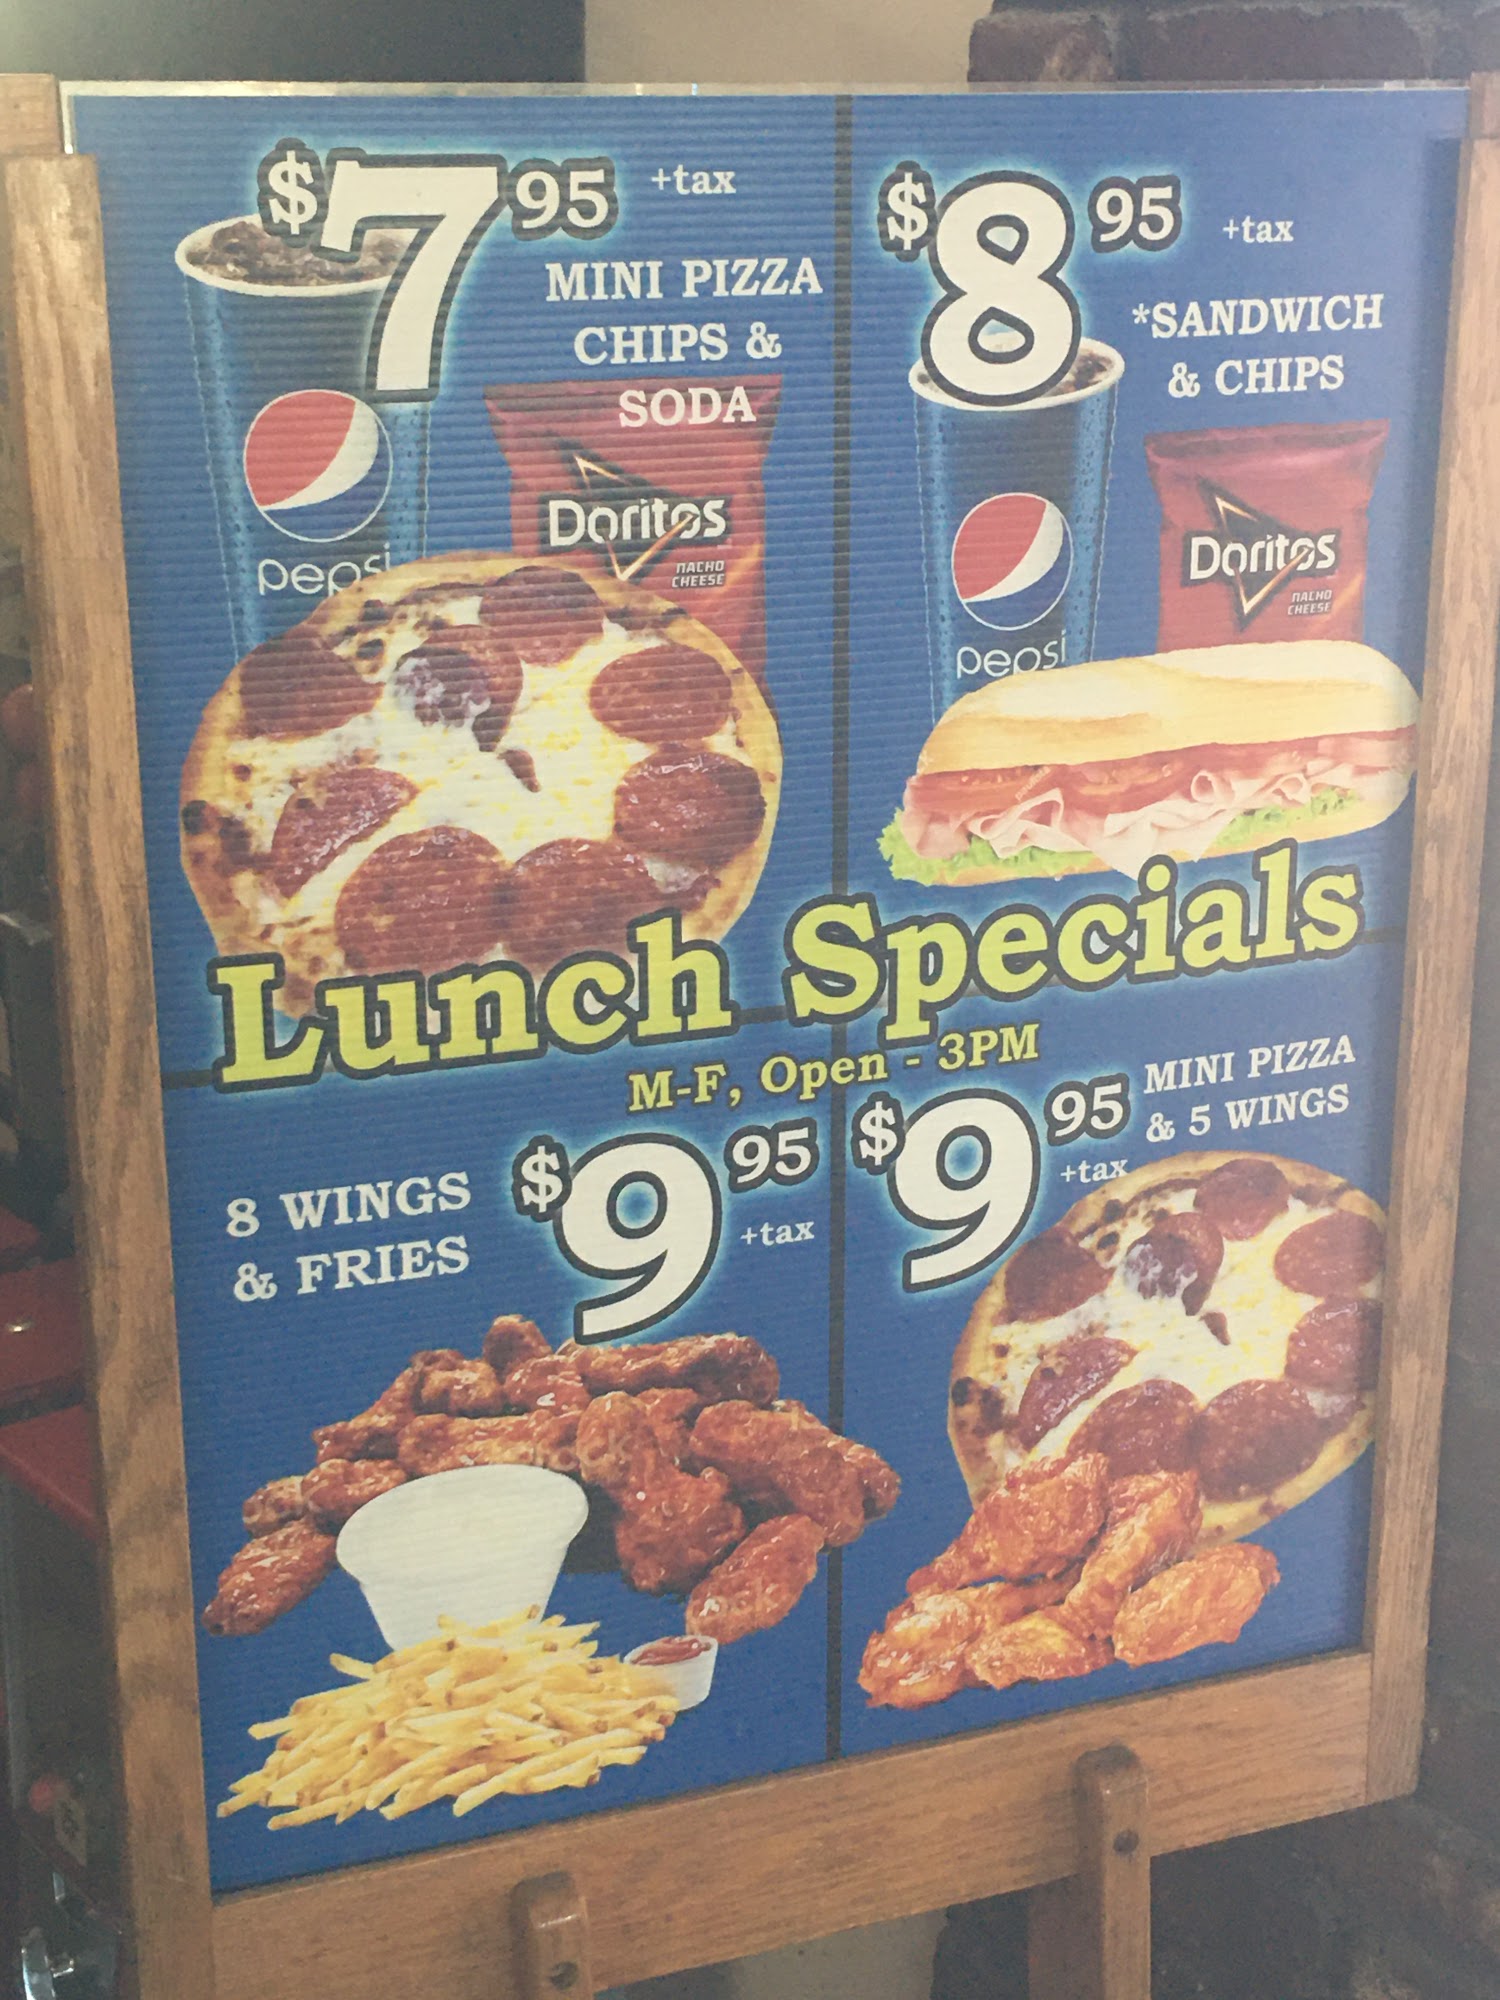 $7 95 +tax
MINI PIZZA
CHIPS &
SODA
pepsi
Doritos
NACHO
CHEESE
$8 95 +tax
*SANDWICH
& CHIPS
pepsi
Doritos
NACHO
CHEESE
Lunch Specials
M-F, Open - 3PM
8 WINGS
& FRIES
$9 95
+tax
$9 95
+tax
MINI PIZZA
& 5 WINGS